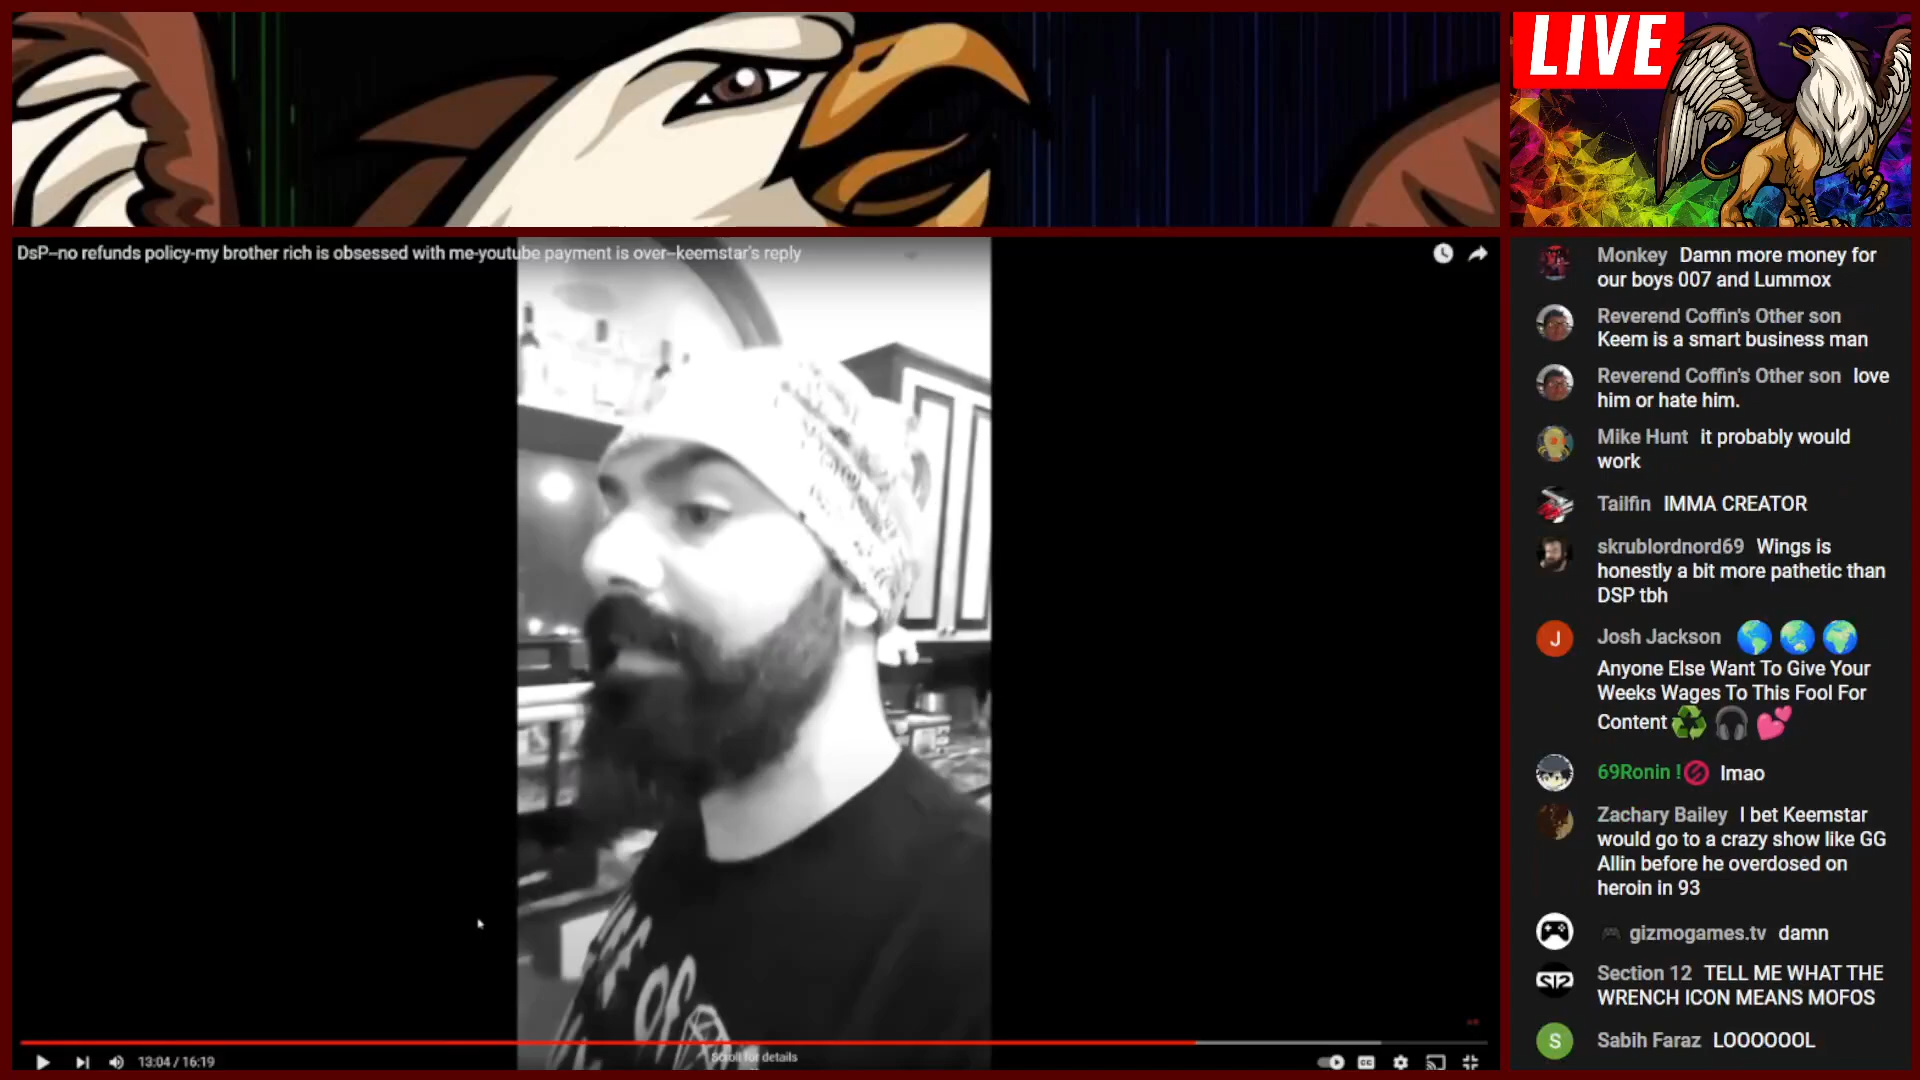 LIVE
DsP--no refunds policy-my brother rich is obsessed with me-youtube payment is over--keemstar's reply
Monkey Damn more money for
our boys 007 and Lummox
Reverend Coffin's Other son
Keem is a smart business man
Reverend Coffin's Other son love
him or hate him.
Mike Hunt it probably would
work
Tailfin IMMA CREATOR
skrublordnord69 Wings is
honestly a bit more pathetic than
DSP tbh
J
Josh Jackson 🌎 🌏 🌍
Anyone Else Want To Give Your
Weeks Wages To This Fool For
Content ♻️ 🎧 💕
69Ronin ! lmao
Zachary Bailey I bet Keemstar
would go to a crazy show like GG
Allin before he overdosed on
heroin in 93
🎮 gizmogames.tv damn
S12
Section 12 TELL ME WHAT THE
WRENCH ICON MEANS MOFOS
S
Sabih Faraz LOOOOOOL
OF
Scroll for details
13:04 / 16:19
CC